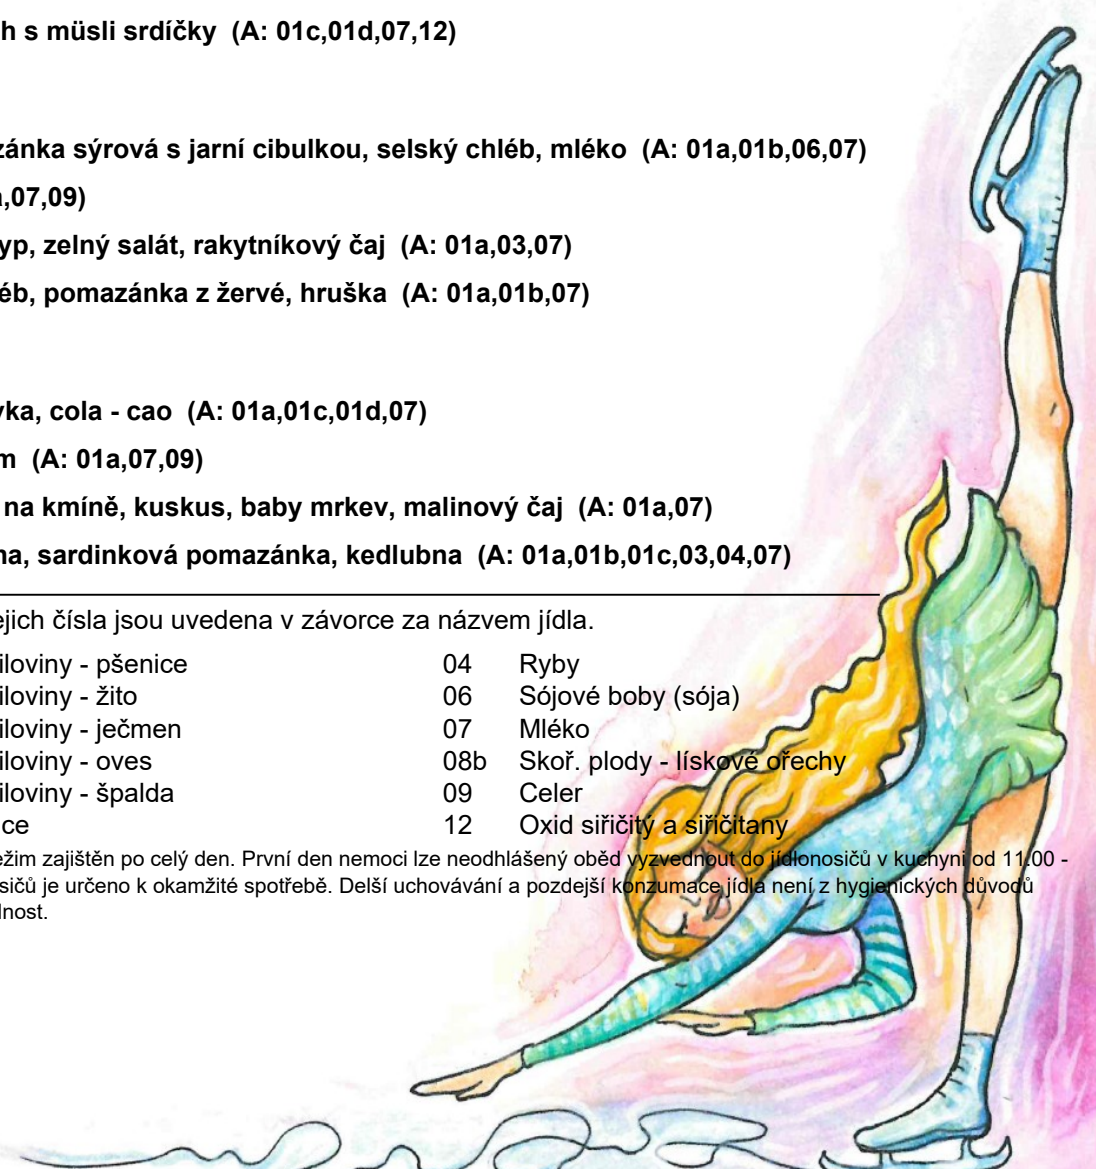 h s müsli srdíčky (A: 01c,01d,07,12)
zánka sýrová s jarní cibulkou, selský chléb, mléko (A: 01a,01b,06,07)
,07,09)
yp, zelný salát, rakytníkový čaj (A: 01a,03,07)
éb, pomazánka z žervé, hruška (A: 01a,01b,07)
vka, cola - cao (A: 01a,01c,01d,07)
m (A: 01a,07,09)
na kmíně, kuskus, baby mrkev, malinový čaj (A: 01a,07)
na, sardinková pomazánka, kedlubna (A: 01a,01b,01c,03,04,07)
ejich čísla jsou uvedena v závorce za názvem jídla.
iloviny - pšenice 04 Ryby
iloviny - žito 06 Sójové boby (sója)
iloviny - ječmen 07 Mléko
iloviny - oves 08b Skoř. plody - lískové ořechy
iloviny - špalda 09 Celer
ce 12 Oxid siřičitý a siřičitany
ežim zajištěn po celý den. První den nemoci lze neodhlášený oběd vyzvednout do jídlonosičů v kuchyni od 11.00 -
sičů je určeno k okamžité spotřebě. Delší uchovávání a pozdejší konzumace jídla není z hygienických důvodů
dnost.